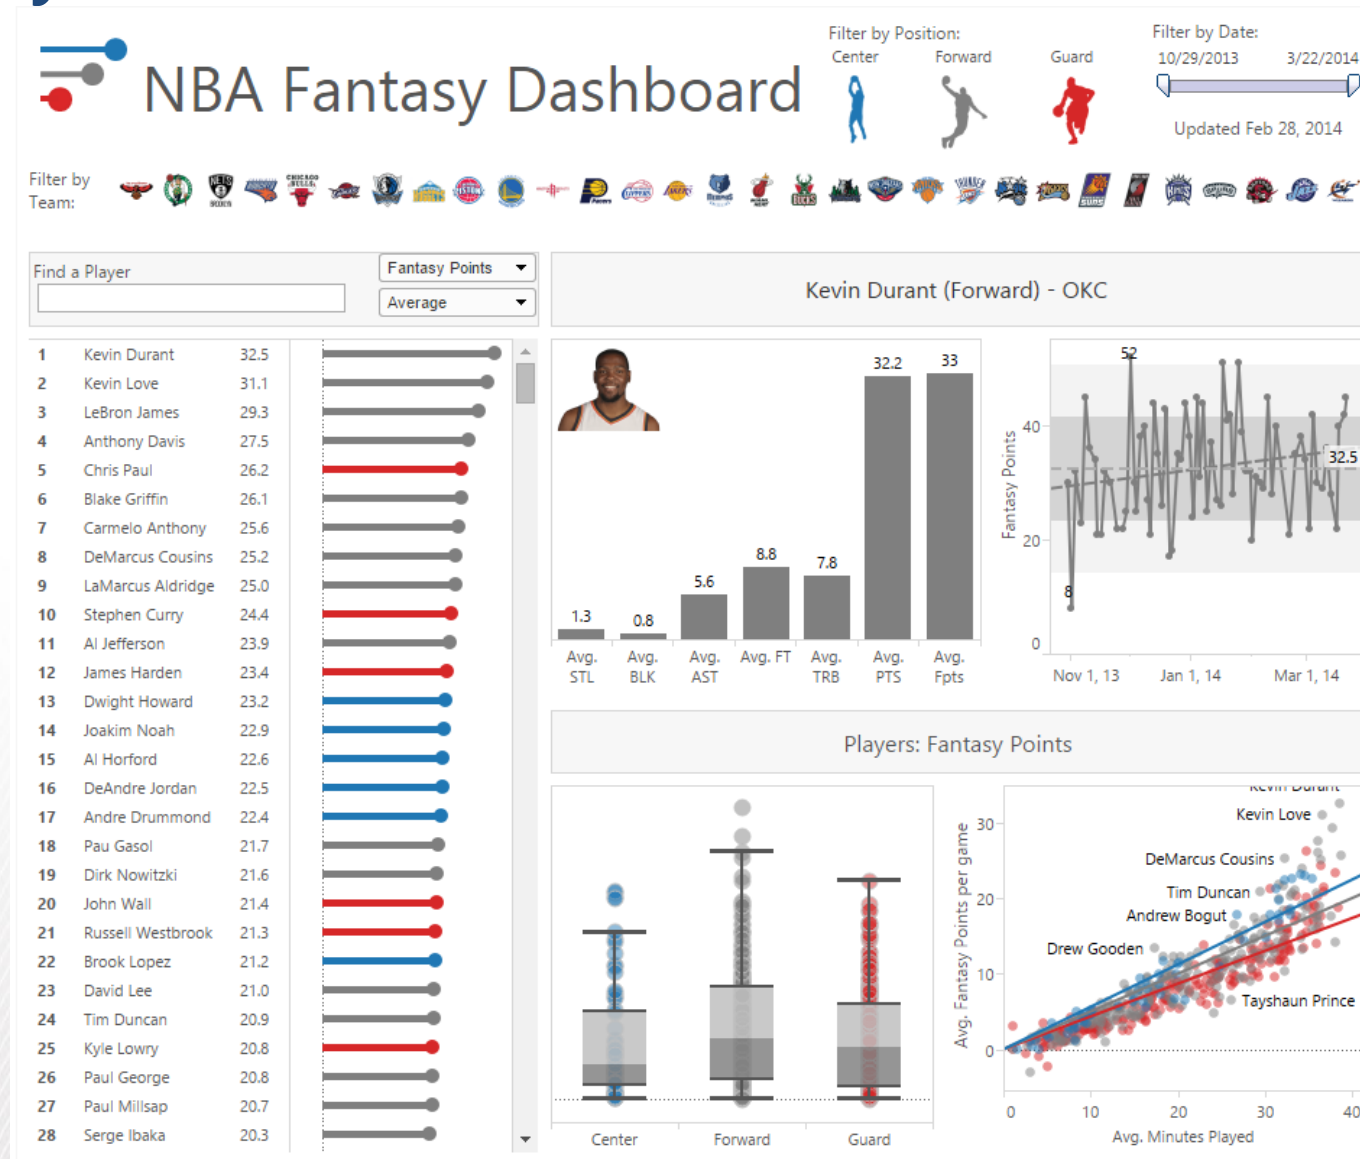 NBA Fantasy Dashboard
Filter by Position:
Center Forward Guard
Filter by Date:
10/29/2013 3/22/2014
Updated Feb 28, 2014
Filter by
Team:
Find a Player
Fantasy Points
Average
1 Kevin Durant 32.5
2 Kevin Love 31.1
3 LeBron James 29.3
4 Anthony Davis 27.5
5 Chris Paul 26.2
6 Blake Griffin 26.1
7 Carmelo Anthony 25.6
8 DeMarcus Cousins 25.2
9 LaMarcus Aldridge 25.0
10 Stephen Curry 24.4
11 Al Jefferson 23.9
12 James Harden 23.4
13 Dwight Howard 23.2
14 Joakim Noah 22.9
15 Al Horford 22.6
16 DeAndre Jordan 22.5
17 Andre Drummond 22.4
18 Pau Gasol 21.7
19 Dirk Nowitzki 21.6
20 John Wall 21.4
21 Russell Westbrook 21.3
22 Brook Lopez 21.2
23 David Lee 21.0
24 Tim Duncan 20.9
25 Kyle Lowry 20.8
26 Paul George 20.8
27 Paul Millsap 20.7
28 Serge Ibaka 20.3
Kevin Durant (Forward) - OKC
1.3 0.8 5.6 8.8 7.8 32.2 33
Avg. STL
Avg. BLK
Avg. AST
Avg. FT
Avg. TRB
Avg. PTS
Avg. Fpts
Fantasy Points
40
20
0
52
8
32.5
Nov 1, 13 Jan 1, 14 Mar 1, 14
Players: Fantasy Points
Center Forward Guard
Avg. Fantasy Points per game
30
20
10
0
Kevin Durant
Kevin Love
DeMarcus Cousins
Tim Duncan
Andrew Bogut
Drew Gooden
Tayshaun Prince
0 10 20 30 40
Avg. Minutes Played